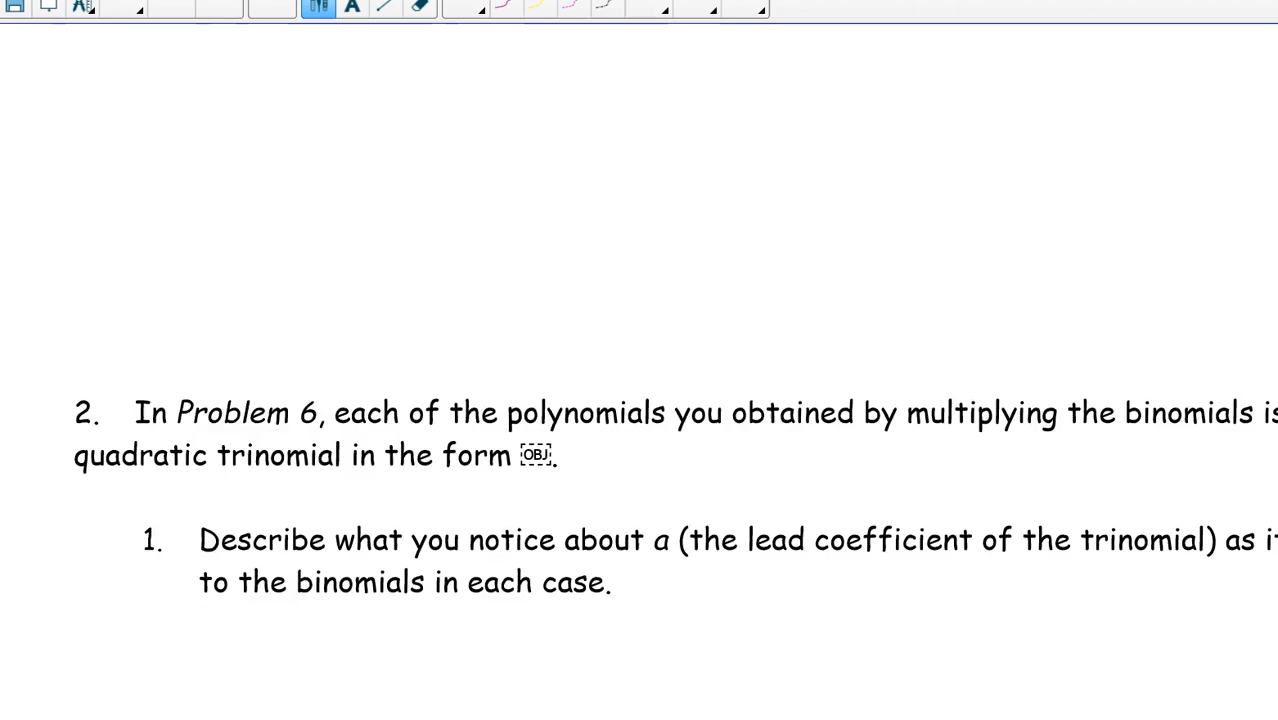 2. In Problem 6, each of the polynomials you obtained by multiplying the binomials
quadratic trinomial in the form OBJ.
1. Describe what you notice about a (the lead coefficient of the trinomial) as
to the binomials in each case.